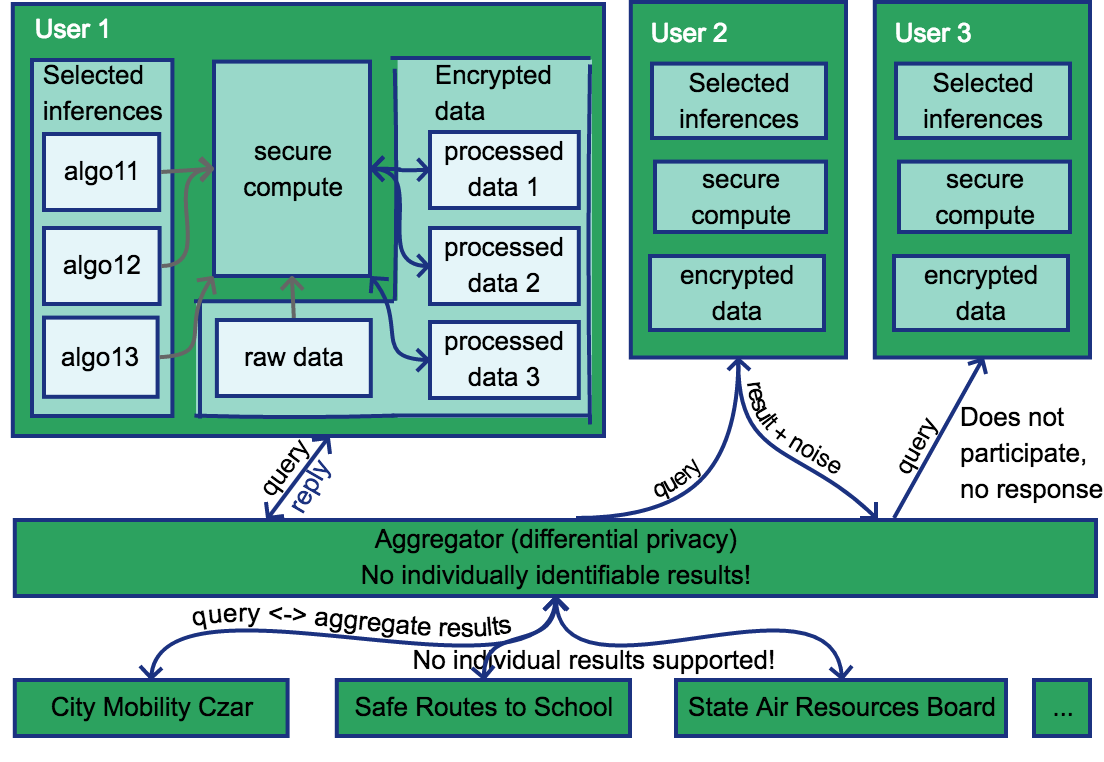 User 1
Selected
inferences
algo11
algo12
algo13
secure
compute
raw data
Encrypted
data
processed
data 1
processed
data 2
processed
data 3
User 2
Selected
inferences
secure
compute
encrypted
data
User 3
Selected
inferences
secure
compute
encrypted
data
query
reply
query
result + noise
query
Does not
participate,
no response
Aggregator (differential privacy)
No individually identifiable results!
query <-> aggregate results
No individual results supported!
City Mobility Czar
Safe Routes to School
State Air Resources Board
...